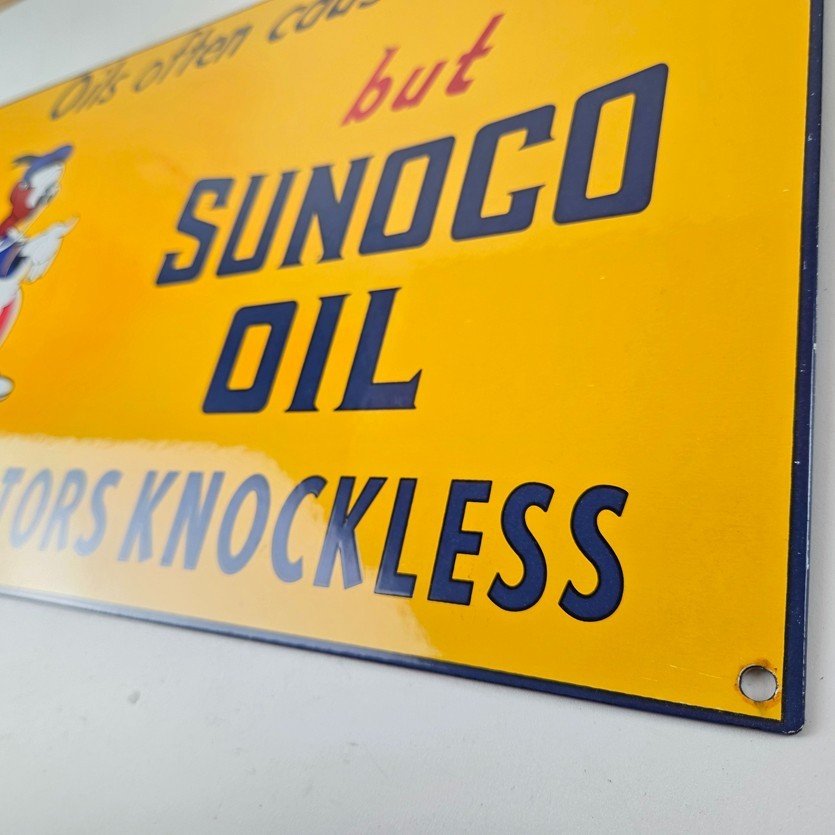 Oils often
but
SUNOCO
OIL
TORS KNOCKLESS